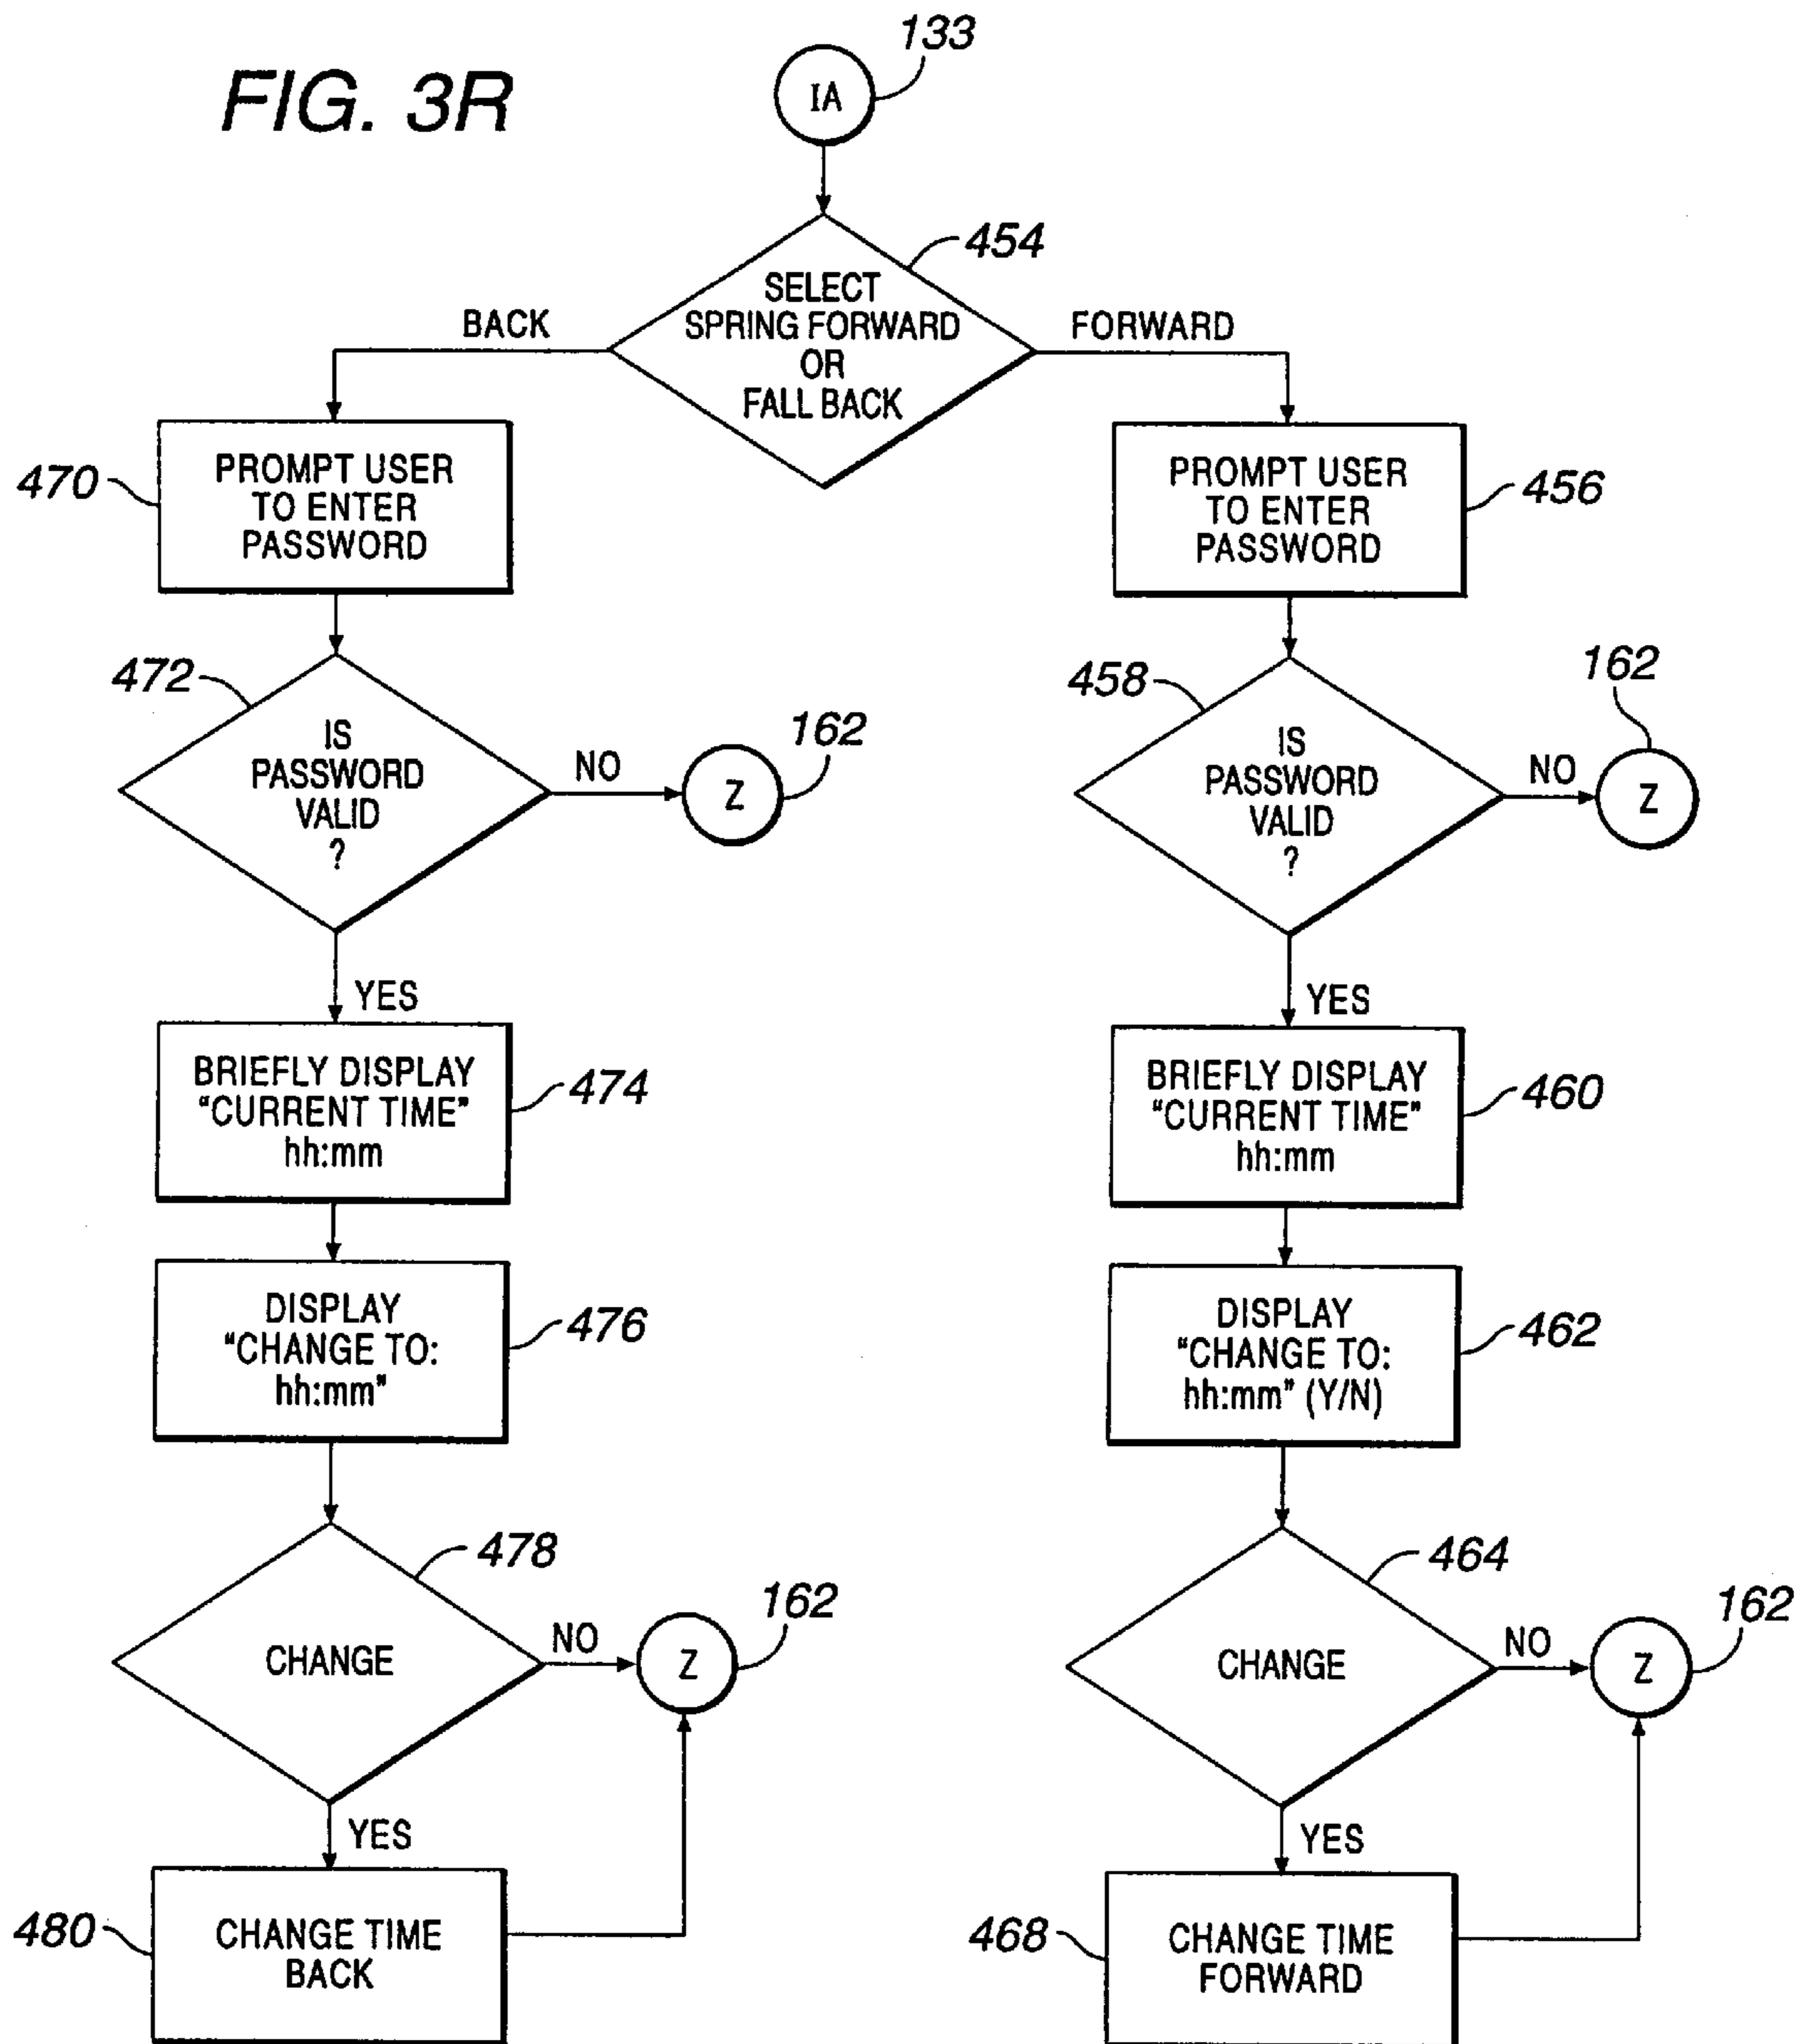 FIG. 3R
133
IA
454
SELECT
SPRING FORWARD
OR
FALL BACK
BACK
FORWARD
470
PROMPT USER
TO ENTER
PASSWORD
PROMPT USER
TO ENTER
PASSWORD
456
472
IS
PASSWORD
VALID
?
NO
Z
162
458
IS
PASSWORD
VALID
?
NO
Z
162
YES
YES
BRIEFLY DISPLAY
"CURRENT TIME"
hh:mm
474
BRIEFLY DISPLAY
"CURRENT TIME"
hh:mm
460
DISPLAY
"CHANGE TO:
hh:mm"
476
DISPLAY
"CHANGE TO:
hh:mm" (Y/N)
462
478
CHANGE
NO
Z
162
464
CHANGE
NO
Z
162
YES
YES
480
CHANGE TIME
BACK
468
CHANGE TIME
FORWARD